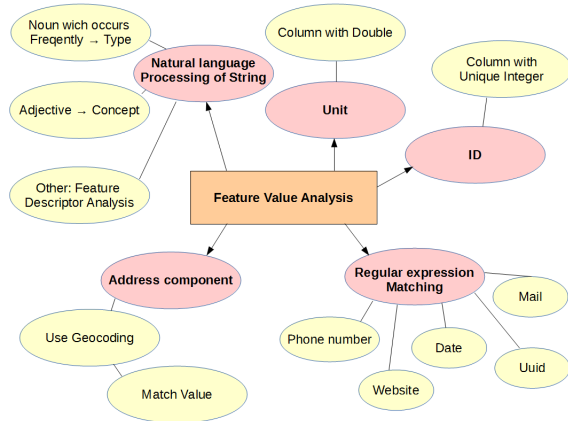 Noun wich occurs
Freqently → Type
Column with Double
Natural language
Processing of String
Column with
Unique Integer
Adjective → Concept
Unit
ID
Other: Feature
Descriptor Analysis
Feature Value Analysis
Address component
Regular expression
Matching
Mail
Use Geocoding
Phone number
Date
Uuid
Match Value
Website